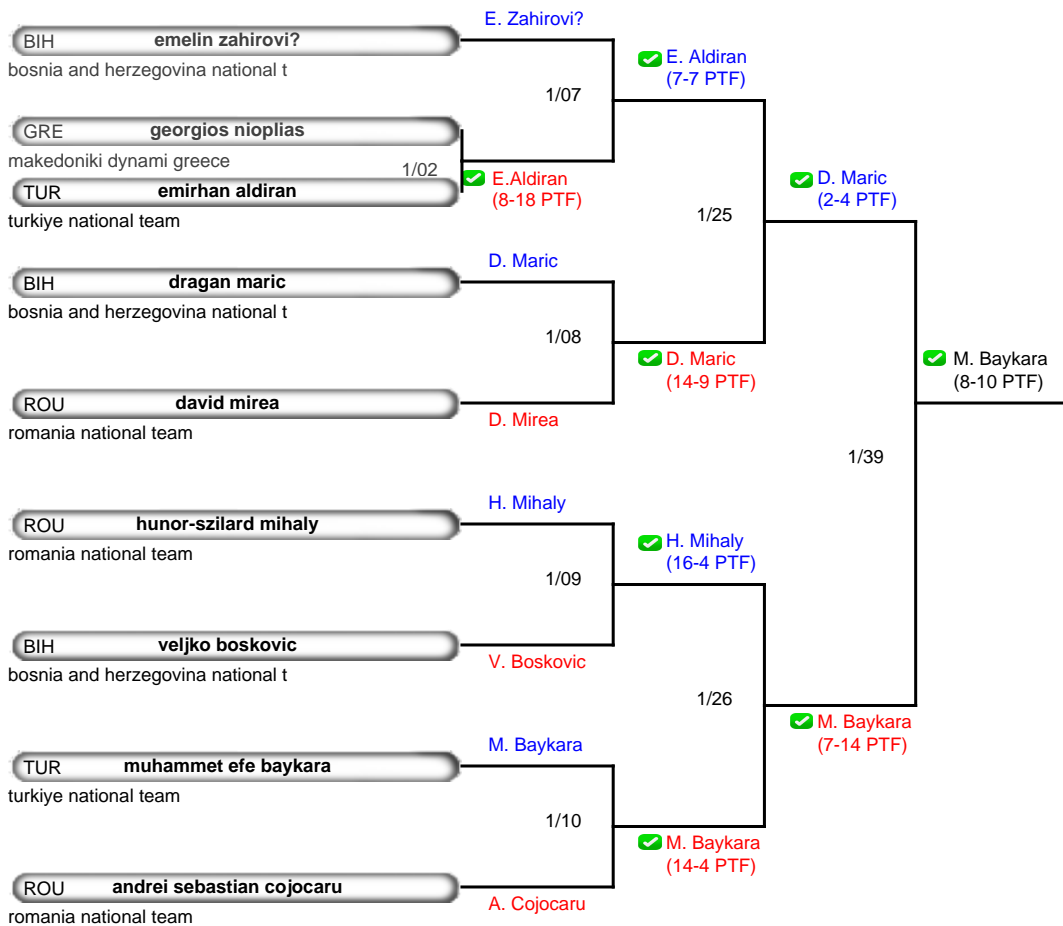 E. Zahirovi?
BIH emelin zahirovi?
bosnia and herzegovina national t
E. Aldiran
(7-7 PTF)
1/07
GRE georgios nioplias
makedoniki dynami greece
1/02
E.Aldiran
(8-18 PTF)
TUR emirhan aldiran
turkiye national team
D. Maric
(2-4 PTF)
1/25
D. Maric
BIH dragan maric
bosnia and herzegovina national t
1/08
D. Maric
(14-9 PTF)
M. Baykara
(8-10 PTF)
ROU david mirea
romania national team
D. Mirea
1/39
H. Mihaly
ROU hunor-szilard mihaly
romania national team
H. Mihaly
(16-4 PTF)
1/09
BIH veljko boskovic
bosnia and herzegovina national t
V. Boskovic
1/26
M. Baykara
(7-14 PTF)
M. Baykara
TUR muhammet efe baykara
turkiye national team
1/10
M. Baykara
(14-4 PTF)
ROU andrei sebastian cojocaru
romania national team
A. Cojocaru